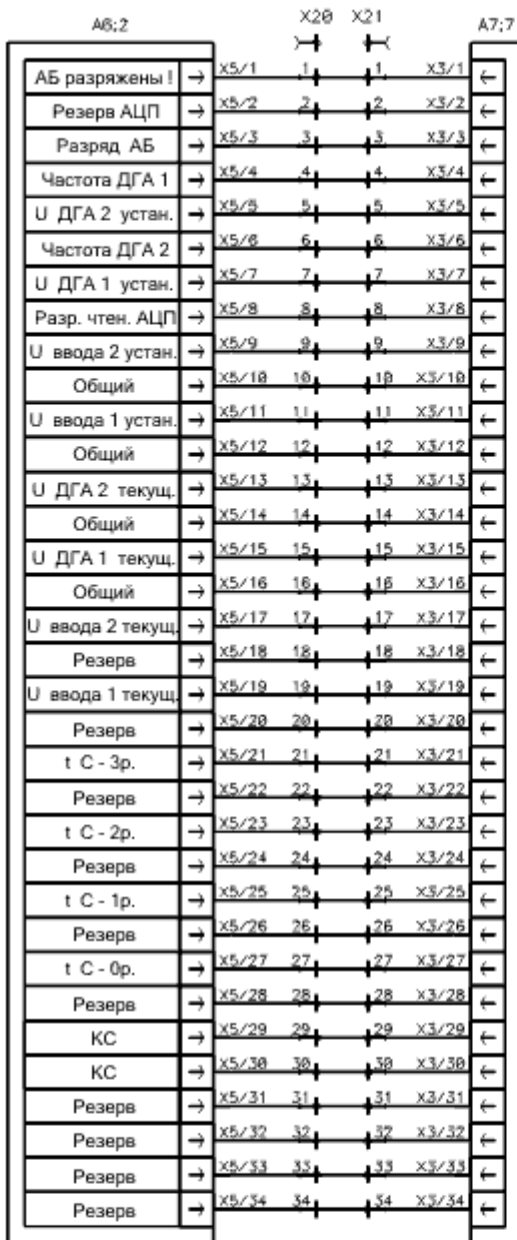 A6;2 X20 X21 A7;7
АБ разряжены ! X5/1 1 1 X3/1
Резерв АЦП X5/2 2 2 X3/2
Разряд АБ X5/3 3 3 X3/3
Частота ДГА 1 X5/4 4 4 X3/4
U ДГА 2 устан. X5/5 5 5 X3/5
Частота ДГА 2 X5/6 6 6 X3/6
U ДГА 1 устан. X5/7 7 7 X3/7
Разр. чтен. АЦП X5/8 8 8 X3/8
U ввода 2 устан. X5/9 9 9 X3/9
Общий X5/10 10 10 X3/10
U ввода 1 устан. X5/11 11 11 X3/11
Общий X5/12 12 12 X3/12
U ДГА 2 текущ. X5/13 13 13 X3/13
Общий X5/14 14 14 X3/14
U ДГА 1 текущ. X5/15 15 15 X3/15
Общий X5/16 16 16 X3/16
U ввода 2 текущ. X5/17 17 17 X3/17
Резерв X5/18 18 18 X3/18
U ввода 1 текущ. X5/19 19 19 X3/19
Резерв X5/20 20 20 X3/20
t C - 3р. X5/21 21 21 X3/21
Резерв X5/22 22 22 X3/22
t C - 2р. X5/23 23 23 X3/23
Резерв X5/24 24 24 X3/24
t C - 1р. X5/25 25 25 X3/25
Резерв X5/26 26 26 X3/26
t C - 0р. X5/27 27 27 X3/27
Резерв X5/28 28 28 X3/28
КС X5/29 29 29 X3/29
КС X5/30 30 30 X3/30
Резерв X5/31 31 31 X3/31
Резерв X5/32 32 32 X3/32
Резерв X5/33 33 33 X3/33
Резерв X5/34 34 34 X3/34